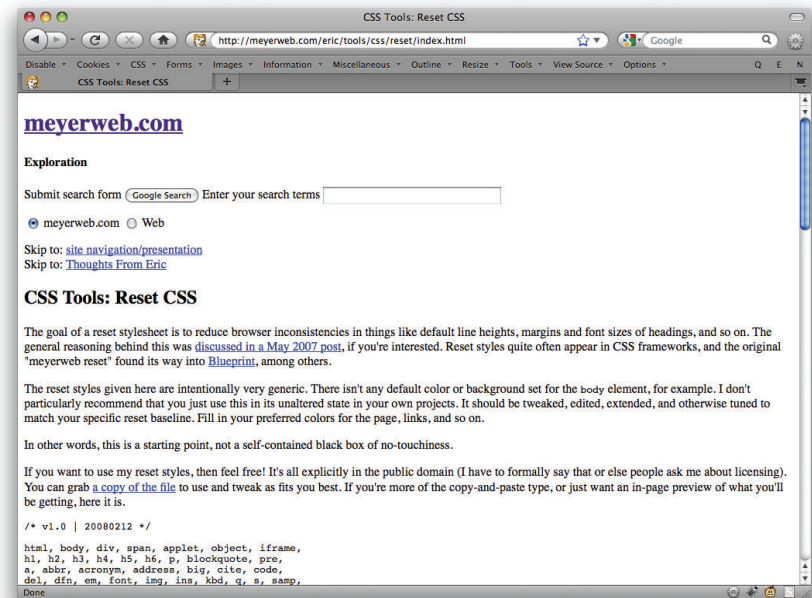 CSS Tools: Reset CSS
http://meyerweb.com/eric/tools/css/reset/index.html
Google
Disable Cookies CSS Forms Images Information Miscellaneous Outline Resize Tools View Source Options Q E N
CSS Tools: Reset CSS +
meyerweb.com
Exploration
Submit search form Google Search Enter your search terms
meyerweb.com Web
Skip to: site navigation/presentation
Skip to: Thoughts From Eric
CSS Tools: Reset CSS
The goal of a reset stylesheet is to reduce browser inconsistencies in things like default line heights, margins and font sizes of headings, and so on. The
general reasoning behind this was discussed in a May 2007 post, if you're interested. Reset styles quite often appear in CSS frameworks, and the original
"meyerweb reset" found its way into Blueprint, among others.
The reset styles given here are intentionally very generic. There isn't any default color or background set for the body element, for example. I don't
particularly recommend that you just use this in its unaltered state in your own projects. It should be tweaked, edited, extended, and otherwise tuned to
match your specific reset baseline. Fill in your preferred colors for the page, links, and so on.
In other words, this is a starting point, not a self-contained black box of no-touchiness.
If you want to use my reset styles, then feel free! It's all explicitly in the public domain (I have to formally say that or else people ask me about licensing).
You can grab a copy of the file to use and tweak as fits you best. If you're more of the copy-and-paste type, or just want an in-page preview of what you'll
be getting, here it is.
/* v1.0 | 20080212 */
html, body, div, span, applet, object, iframe,
h1, h2, h3, h4, h5, h6, p, blockquote, pre,
a, abbr, acronym, address, big, cite, code,
del, dfn, em, font, img, ins, kbd, q, s, samp,
Done